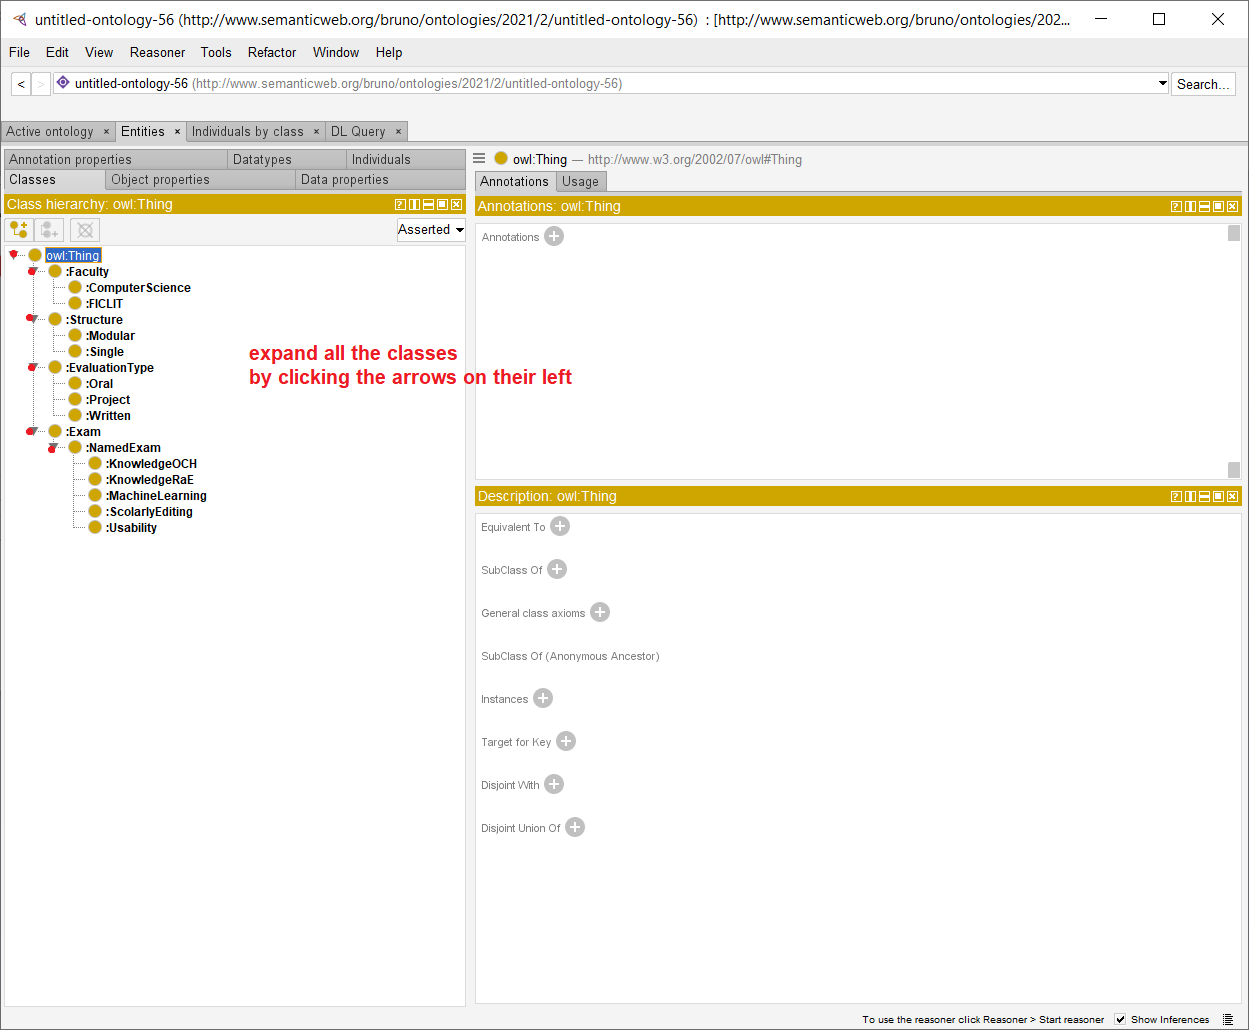 untitled-ontology-56 (http://www.semanticweb.org/bruno/ontologies/2021/2/untitled-ontology-56) : [http://www.semanticweb.org/bruno/ontologies/202...
File Edit View Reasoner Tools Refactor Window Help
< > untitled-ontology-56 (http://www.semanticweb.org/bruno/ontologies/2021/2/untitled-ontology-56) Search...
Active ontology × Entities × Individuals by class × DL Query ×
Annotation properties Datatypes Individuals
Classes Object properties Data properties
Class hierarchy: owl:Thing
Asserted
owl:Thing
:Faculty
:ComputerScience
:FICLIT
:Structure
:Modular
:Single
:EvaluationType
:Oral
:Project
:Written
:Exam
:NamedExam
:KnowledgeOCH
:KnowledgeRaE
:MachineLearning
:ScolarlyEditing
:Usability
expand all the classes
by clicking the arrows on their left
owl:Thing — http://www.w3.org/2002/07/owl#Thing
Annotations Usage
Annotations: owl:Thing
Annotations
Description: owl:Thing
Equivalent To
SubClass Of
General class axioms
SubClass Of (Anonymous Ancestor)
Instances
Target for Key
Disjoint With
Disjoint Union Of
To use the reasoner click Reasoner > Start reasoner Show Inferences